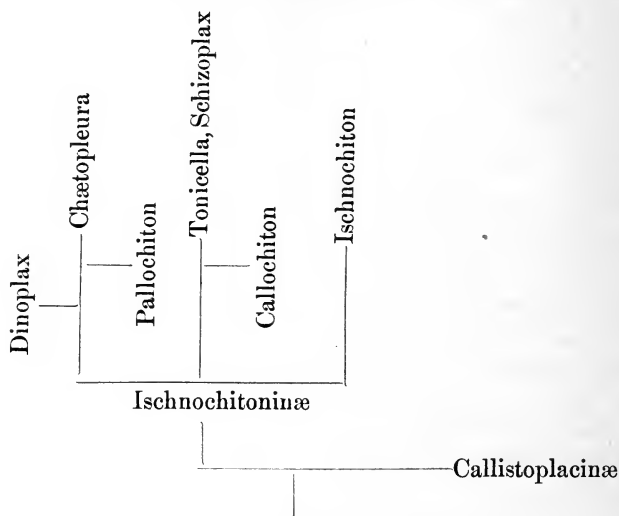 Dinoplax
Chætopleura
Pallochiton
Tonicella, Schizoplax
Callochiton
Ischnochiton
Ischnochitoninæ
Callistoplacinæ